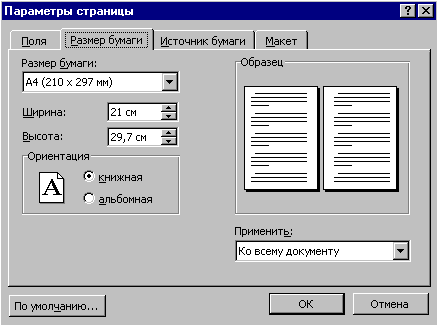 Параметры страницы
Поля Размер бумаги Источник бумаги Макет
Размер бумаги:
А4 (210 x 297 мм)
Ширина: 21 см
Высота: 29,7 см
Ориентация
A
книжная
альбомная
Образец
Применить:
Ко всему документу
По умолчанию... ОК Отмена